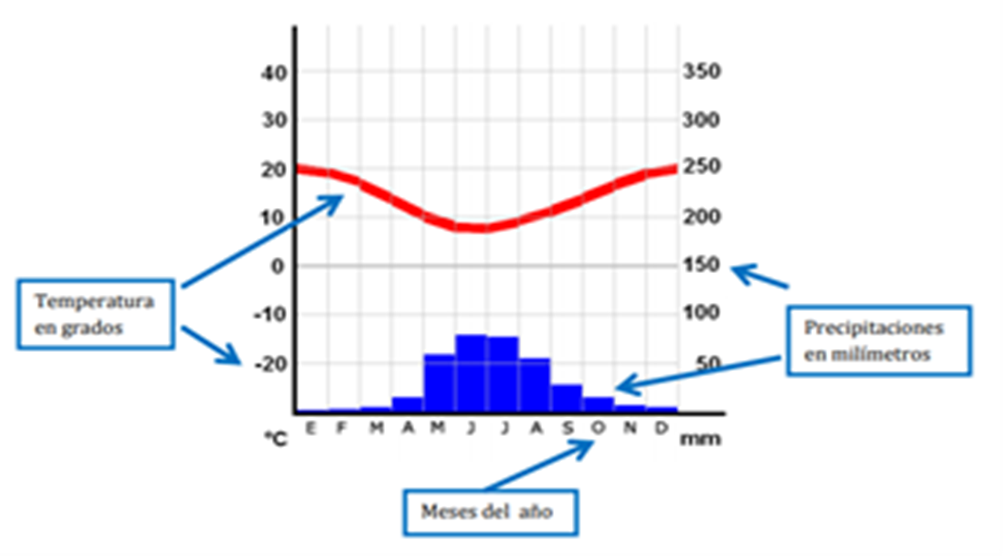 40
30
20
10
0
-10
-20
°C
350
300
250
200
150
100
50
mm
E F M A M J J A S O N D
Temperatura
en grados
Precipitaciones
en milímetros
Meses del año